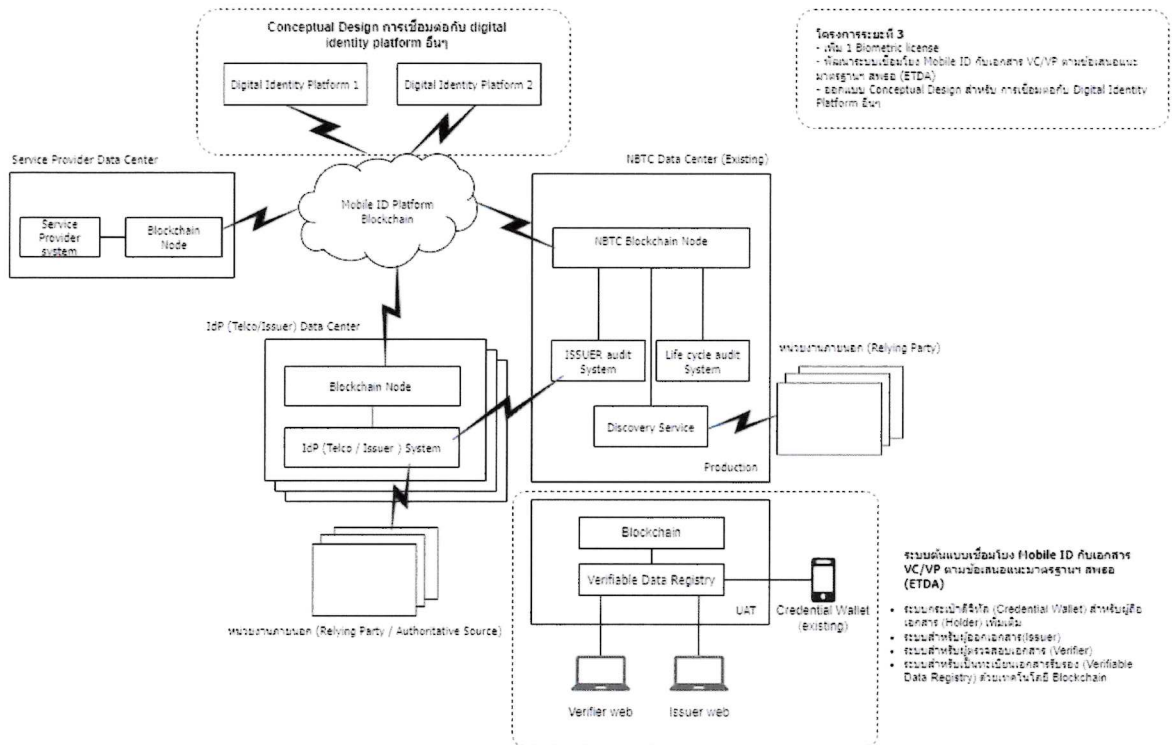 Conceptual Design การเชื่อมต่อกับ digital
identity platform อื่นๆ
Digital Identity Platform 1
Digital Identity Platform 2
โครงการระยะที่ 3
- เพิ่ม 1 Biometric license
- พัฒนาระบบเชื่อมโยง Mobile ID กับเอกสาร VC/VP ตามข้อเสนอแนะ
มาตรฐานฯ สพธอ (ETDA)
- ออกแบบ Conceptual Design สำหรับ การเชื่อมต่อกับ Digital Identity
Platform อื่นๆ
Service Provider Data Center
Service
Provider
system
Blockchain
Node
Mobile ID Platform
Blockchain
NBTC Data Center (Existing)
NBTC Blockchain Node
ISSUER audit
System
Life cycle audit
System
Discovery Service
Production
หน่วยงานภายนอก (Relying Party)
IdP (Telco/Issuer) Data Center
Blockchain Node
IdP (Telco / Issuer ) System
หน่วยงานภายนอก (Relying Party / Authoritative Source)
Blockchain
Verifiable Data Registry
UAT
Credential Wallet
(existing)
Verifier web
Issuer web
ระบบต้นแบบเชื่อมโยง Mobile ID กับเอกสาร
VC/VP ตามข้อเสนอแนะมาตรฐานฯ สพธอ
(ETDA)
• ระบบกระเป๋าดิจิทัล (Credential Wallet) สำหรับผู้ถือ
เอกสาร (Holder) เพิ่มเติม
• ระบบสำหรับผู้ออกเอกสาร(Issuer)
• ระบบสำหรับผู้ตรวจสอบเอกสาร (Verifier)
• ระบบสำหรับเป็นทะเบียนเอกสารรับรอง (Verifiable
Data Registry) ด้วยเทคโนโลยี Blockchain